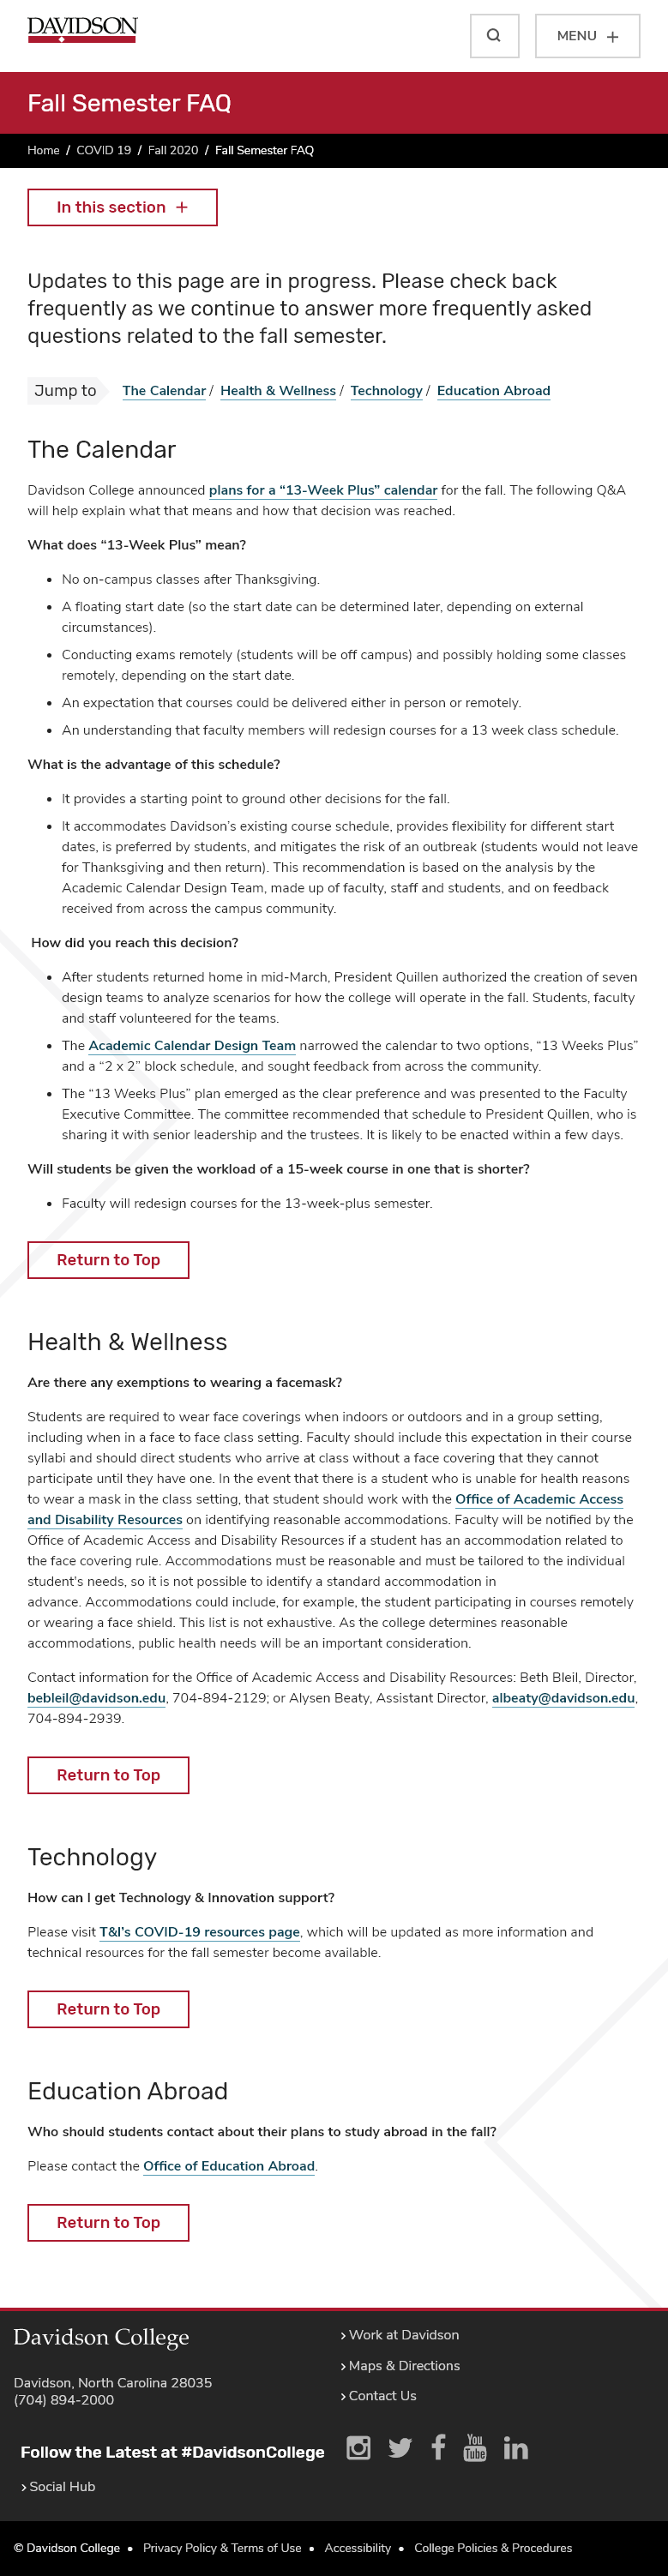 DAVIDSON
MENU +
Fall Semester FAQ
Home / COVID 19 / Fall 2020 / Fall Semester FAQ
In this section +
Updates to this page are in progress. Please check back
frequently as we continue to answer more frequently asked
questions related to the fall semester.
Jump to The Calendar / Health & Wellness / Technology / Education Abroad
The Calendar
Davidson College announced plans for a “13-Week Plus” calendar for the fall. The following Q&A
will help explain what that means and how that decision was reached.
What does “13-Week Plus” mean?
• No on-campus classes after Thanksgiving.
• A floating start date (so the start date can be determined later, depending on external
circumstances).
• Conducting exams remotely (students will be off campus) and possibly holding some classes
remotely, depending on the start date.
• An expectation that courses could be delivered either in person or remotely.
• An understanding that faculty members will redesign courses for a 13 week class schedule.
What is the advantage of this schedule?
• It provides a starting point to ground other decisions for the fall.
• It accommodates Davidson’s existing course schedule, provides flexibility for different start
dates, is preferred by students, and mitigates the risk of an outbreak (students would not leave
for Thanksgiving and then return). This recommendation is based on the analysis by the
Academic Calendar Design Team, made up of faculty, staff and students, and on feedback
received from across the campus community.
How did you reach this decision?
• After students returned home in mid-March, President Quillen authorized the creation of seven
design teams to analyze scenarios for how the college will operate in the fall. Students, faculty
and staff volunteered for the teams.
• The Academic Calendar Design Team narrowed the calendar to two options, “13 Weeks Plus”
and a “2 x 2” block schedule, and sought feedback from across the community.
• The “13 Weeks Plus” plan emerged as the clear preference and was presented to the Faculty
Executive Committee. The committee recommended that schedule to President Quillen, who is
sharing it with senior leadership and the trustees. It is likely to be enacted within a few days.
Will students be given the workload of a 15-week course in one that is shorter?
• Faculty will redesign courses for the 13-week-plus semester.
Return to Top
Health & Wellness
Are there any exemptions to wearing a facemask?
Students are required to wear face coverings when indoors or outdoors and in a group setting,
including when in a face to face class setting. Faculty should include this expectation in their course
syllabi and should direct students who arrive at class without a face covering that they cannot
participate until they have one. In the event that there is a student who is unable for health reasons
to wear a mask in the class setting, that student should work with the Office of Academic Access
and Disability Resources on identifying reasonable accommodations. Faculty will be notified by the
Office of Academic Access and Disability Resources if a student has an accommodation related to
the face covering rule. Accommodations must be reasonable and must be tailored to the individual
student's needs, so it is not possible to identify a standard accommodation in
advance. Accommodations could include, for example, the student participating in courses remotely
or wearing a face shield. This list is not exhaustive. As the college determines reasonable
accommodations, public health needs will be an important consideration.
Contact information for the Office of Academic Access and Disability Resources: Beth Bleil, Director,
bebleil@davidson.edu, 704-894-2129; or Alysen Beaty, Assistant Director, albeaty@davidson.edu,
704-894-2939.
Return to Top
Technology
How can I get Technology & Innovation support?
Please visit T&I’s COVID-19 resources page, which will be updated as more information and
technical resources for the fall semester become available.
Return to Top
Education Abroad
Who should students contact about their plans to study abroad in the fall?
Please contact the Office of Education Abroad.
Return to Top
Davidson College
Davidson, North Carolina 28035
(704) 894-2000
› Work at Davidson
› Maps & Directions
› Contact Us
Follow the Latest at #DavidsonCollege
You Tube
› Social Hub
© Davidson College • Privacy Policy & Terms of Use • Accessibility • College Policies & Procedures